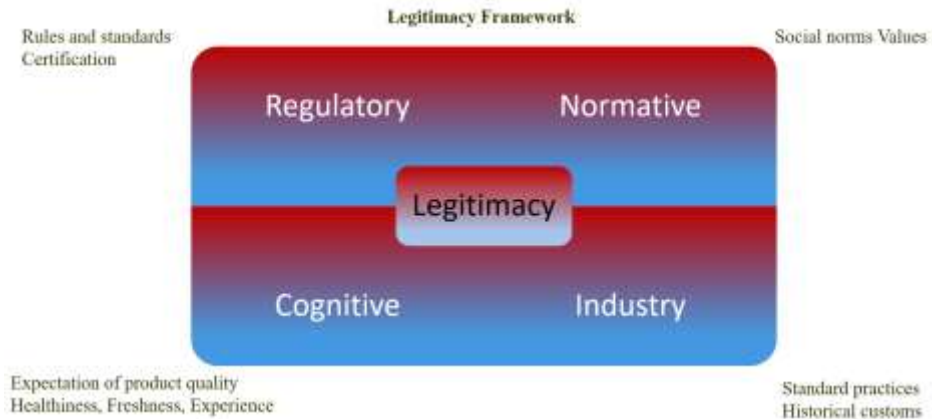 Legitimacy Framework
Rules and standards
Certification
Social norms Values
Regulatory
Normative
Legitimacy
Cognitive
Industry
Expectation of product quality
Healthiness, Freshness, Experience
Standard practices
Historical customs